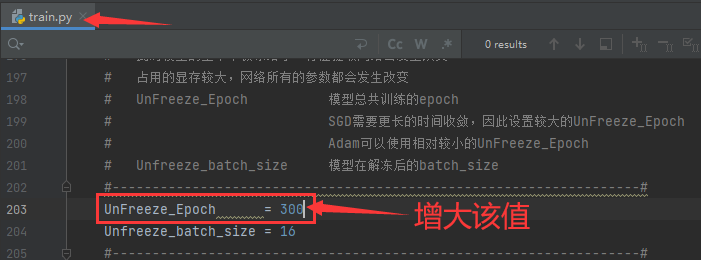 train.py
Cc W .* 0 results
197 # 占用的显存较大，网络所有的参数都会发生改变
198 # UnFreeze_Epoch 模型总共训练的epoch
199 # SGD需要更长的时间收敛，因此设置较大的UnFreeze_Epoch
200 # Adam可以使用相对较小的UnFreeze_Epoch
201 # Unfreeze_batch_size 模型在解冻后的batch_size
202 #------------------------------------------------------------------#
203 UnFreeze_Epoch = 300 增大该值
204 Unfreeze_batch_size = 16
205 #------------------------------------------------------------------#